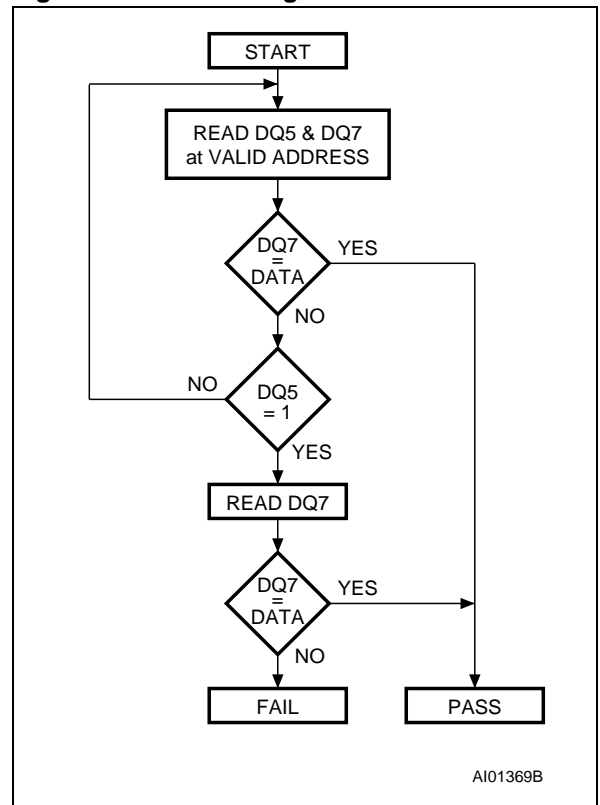 START
READ DQ5 & DQ7
at VALID ADDRESS
DQ7
=
DATA
YES
NO
NO
DQ5
= 1
YES
READ DQ7
DQ7
=
DATA
YES
NO
FAIL
PASS
AI01369B